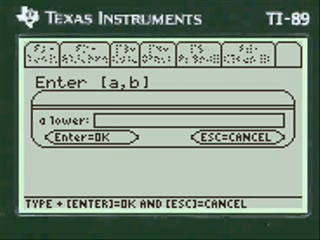 TEXAS INSTRUMENTS TI-89
Enter [a,b]
a lower:
Enter=OK ESC=CANCEL
TYPE + [ENTER]=OK AND [ESC]=CANCEL